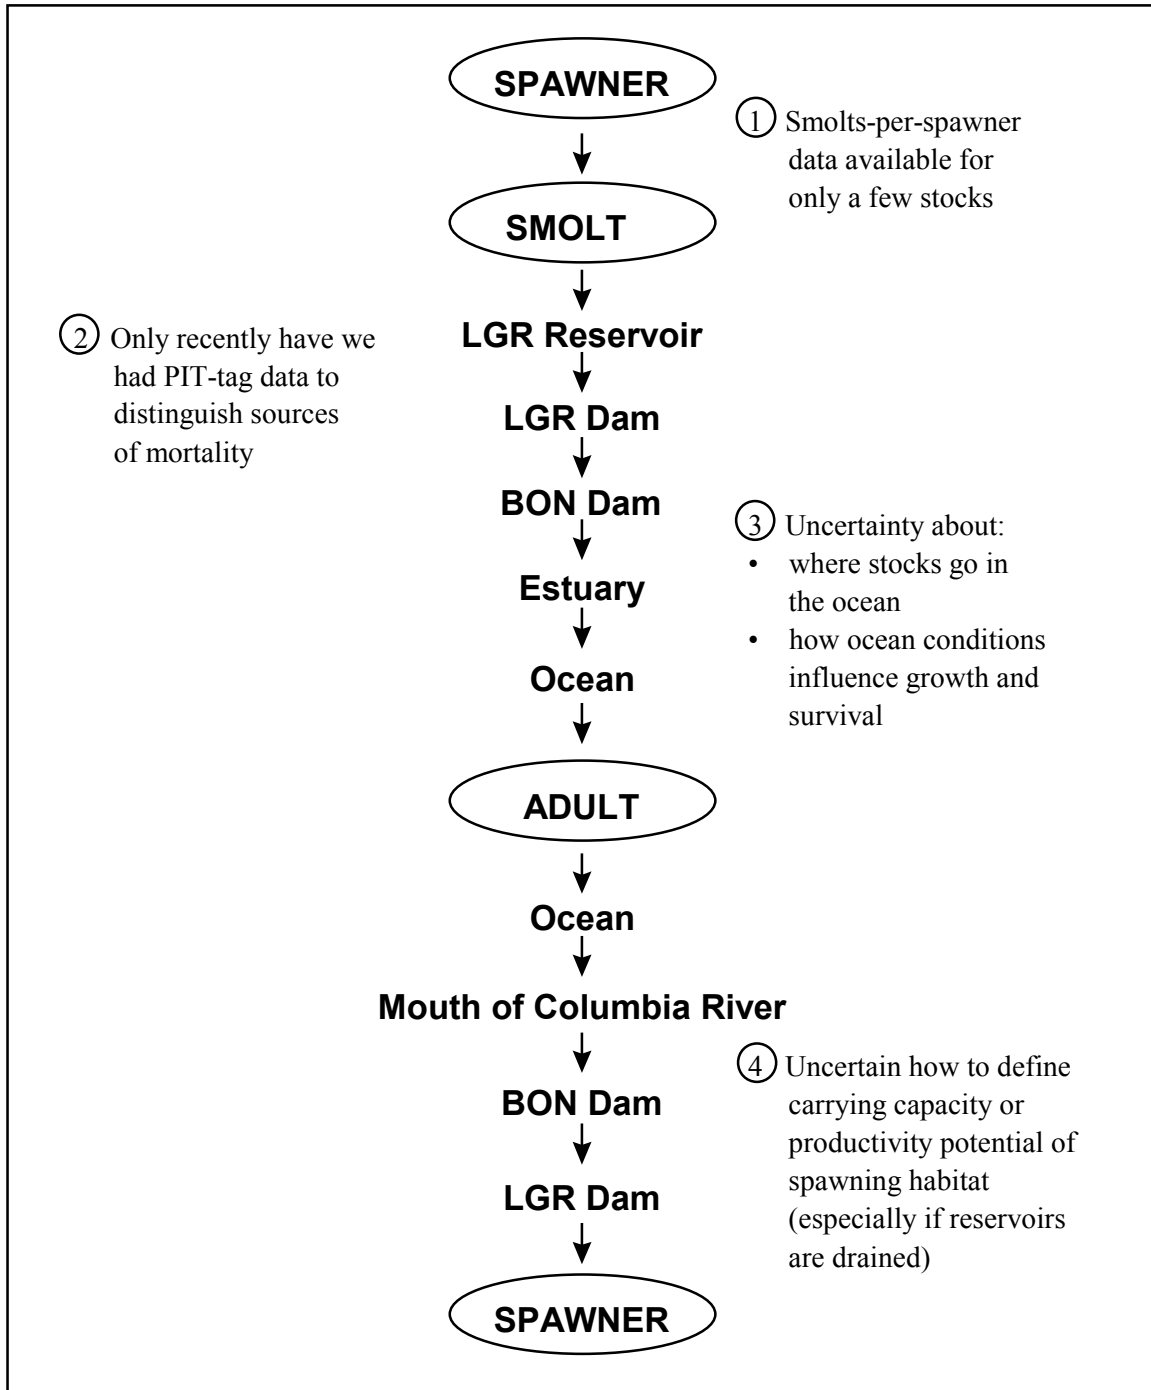 SPAWNER
① Smolts-per-spawner
data available for
only a few stocks
SMOLT
LGR Reservoir
② Only recently have we
had PIT-tag data to
distinguish sources
of mortality
LGR Dam
BON Dam
③ Uncertainty about:
• where stocks go in
the ocean
• how ocean conditions
influence growth and
survival
Estuary
Ocean
ADULT
Ocean
Mouth of Columbia River
④ Uncertain how to define
carrying capacity or
productivity potential of
spawning habitat
(especially if reservoirs
are drained)
BON Dam
LGR Dam
SPAWNER